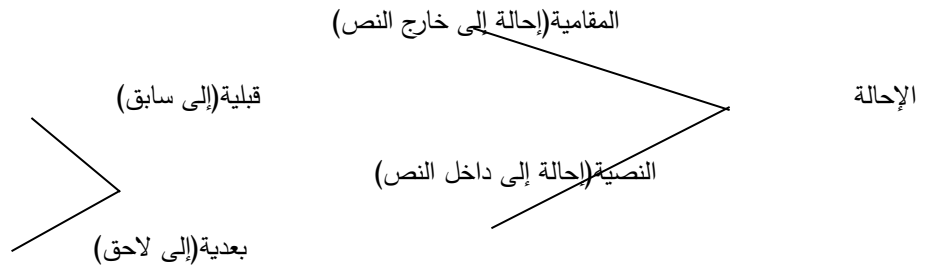 المقامية(إحالة إلى خارج النص)
الإحالة
قبلية(إلى سابق)
النصية(إحالة إلى داخل النص)
بعدية(إلى لاحق)